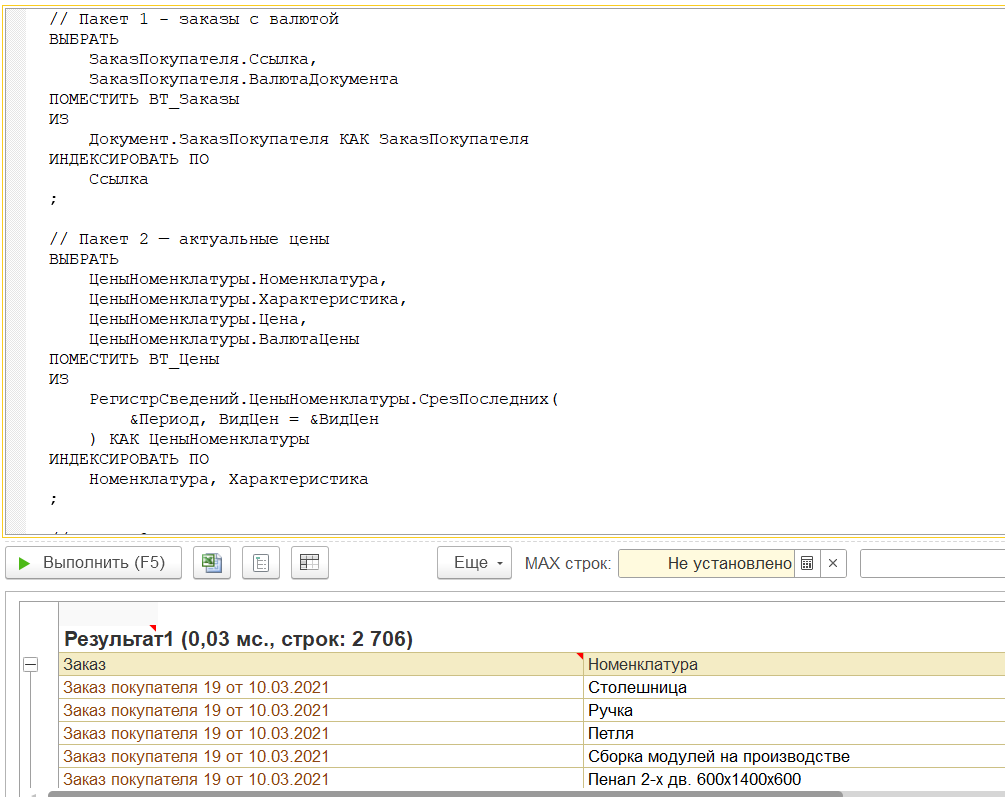 // Пакет 1 - заказы с валютой
ВЫБРАТЬ
ЗаказПокупателя.Ссылка,
ЗаказПокупателя.ВалютаДокумента
ПОМЕСТИТЬ ВТ_Заказы
ИЗ
Документ.ЗаказПокупателя КАК ЗаказПокупателя
ИНДЕКСИРОВАТЬ ПО
Ссылка
;
// Пакет 2 — актуальные цены
ВЫБРАТЬ
ЦеныНоменклатуры.Номенклатура,
ЦеныНоменклатуры.Характеристика,
ЦеныНоменклатуры.Цена,
ЦеныНоменклатуры.ВалютаЦены
ПОМЕСТИТЬ ВТ_Цены
ИЗ
РегистрСведений.ЦеныНоменклатуры.СрезПоследних(
&Период, ВидЦен = &ВидЦен
) КАК ЦеныНоменклатуры
ИНДЕКСИРОВАТЬ ПО
Номенклатура, Характеристика
;
Выполнить (F5) Еще MAX строк: Не установлено
Результат1 (0,03 мс., строк: 2 706)
Заказ Номенклатура
Заказ покупателя 19 от 10.03.2021 Столешница
Заказ покупателя 19 от 10.03.2021 Ручка
Заказ покупателя 19 от 10.03.2021 Петля
Заказ покупателя 19 от 10.03.2021 Сборка модулей на производстве
Заказ покупателя 19 от 10.03.2021 Пенал 2-х дв. 600х1400х600